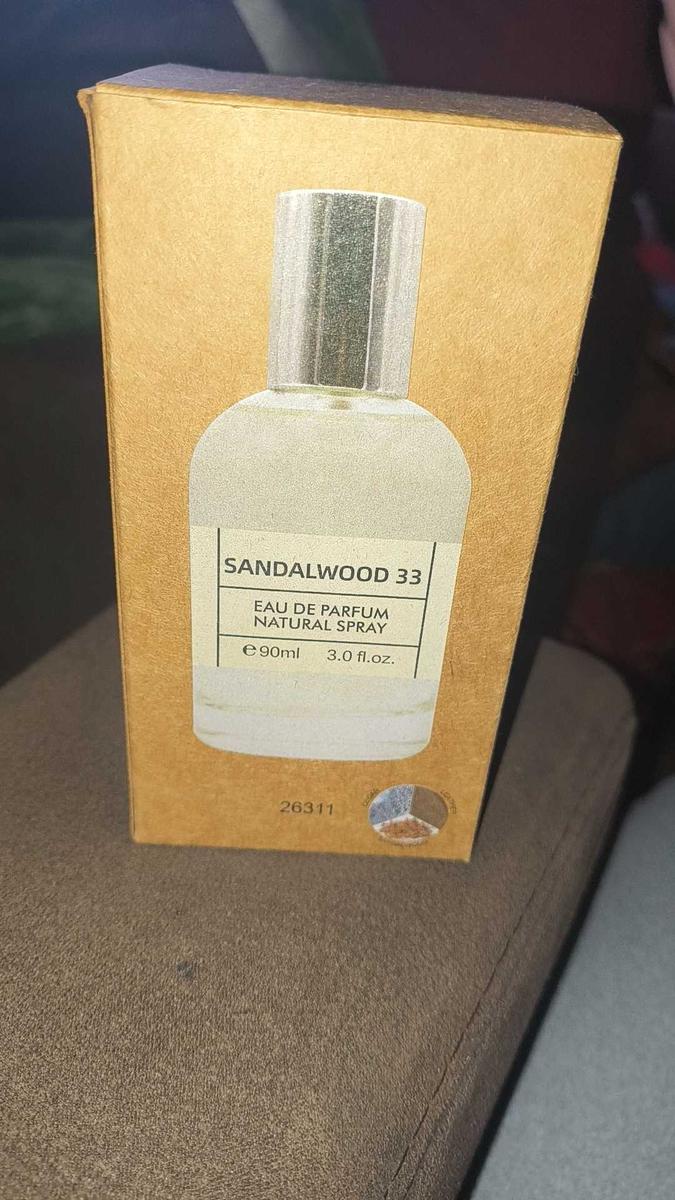 SANDALWOOD 33
EAU DE PARFUM
NATURAL SPRAY
℮90ml 3.0 fl.oz.
26311